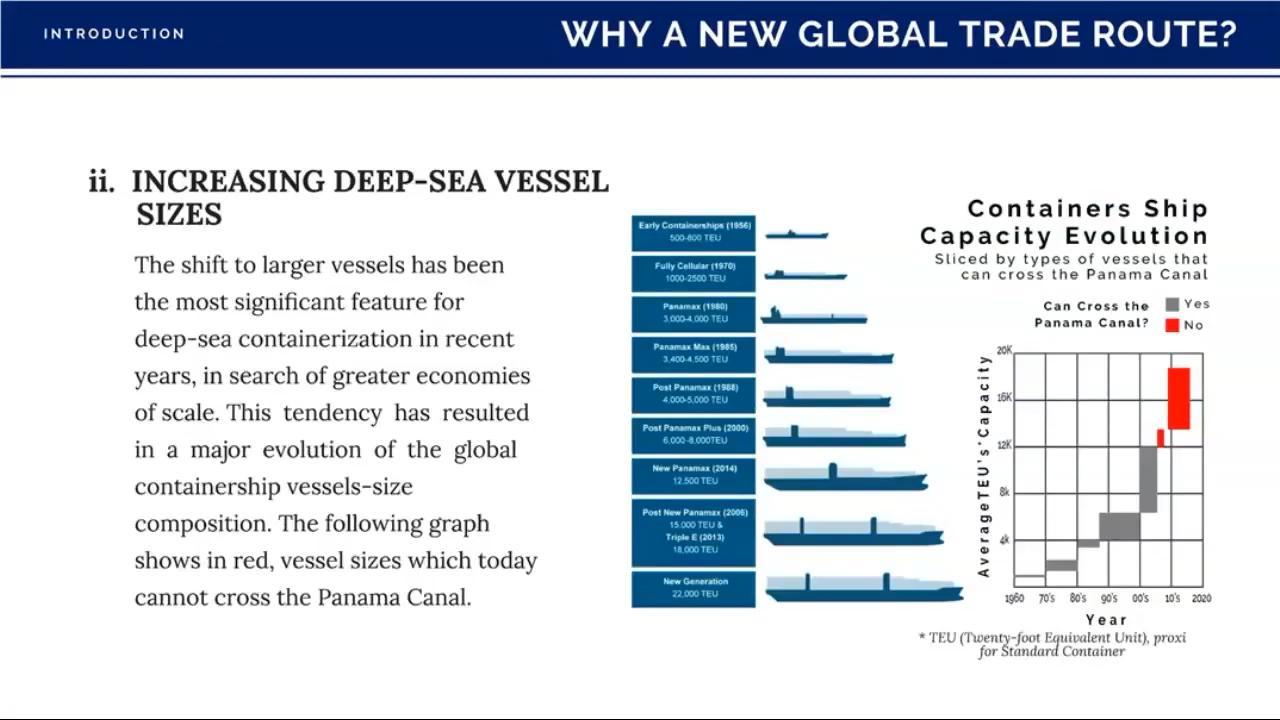 INTRODUCTION
WHY A NEW GLOBAL TRADE ROUTE?
ii. INCREASING DEEP-SEA VESSEL
SIZES
The shift to larger vessels has been
the most significant feature for
deep-sea containerization in recent
years, in search of greater economies
of scale. This tendency has resulted
in a major evolution of the global
containership vessels-size
composition. The following graph
shows in red, vessel sizes which today
cannot cross the Panama Canal.
Early Containerships (1956)
500-800 TEU
Fully Cellular (1970)
1000-2500 TEU
Panamax (1980)
3,000-4,000 TEU
Panamax Max (1985)
3,400-4,500 TEU
Post Panamax (1988)
4,000-5,000 TEU
Post Panamax Plus (2000)
6,000-8,000TEU
New Panamax (2014)
12,500 TEU
Post New Panamax (2006)
15,000 TEU &
Triple E (2013)
18,000 TEU
New Generation
22,000 TEU
Containers Ship
Capacity Evolution
Sliced by types of vessels that
can cross the Panama Canal
Can Cross the
Panama Canal?
Yes
No
Average TEU's* Capacity
20K
16K
12K
8k
4k
1960 70's 80's 90's 00's 10's 2020
Year
* TEU (Twenty-foot Equivalent Unit), proxi
for Standard Container